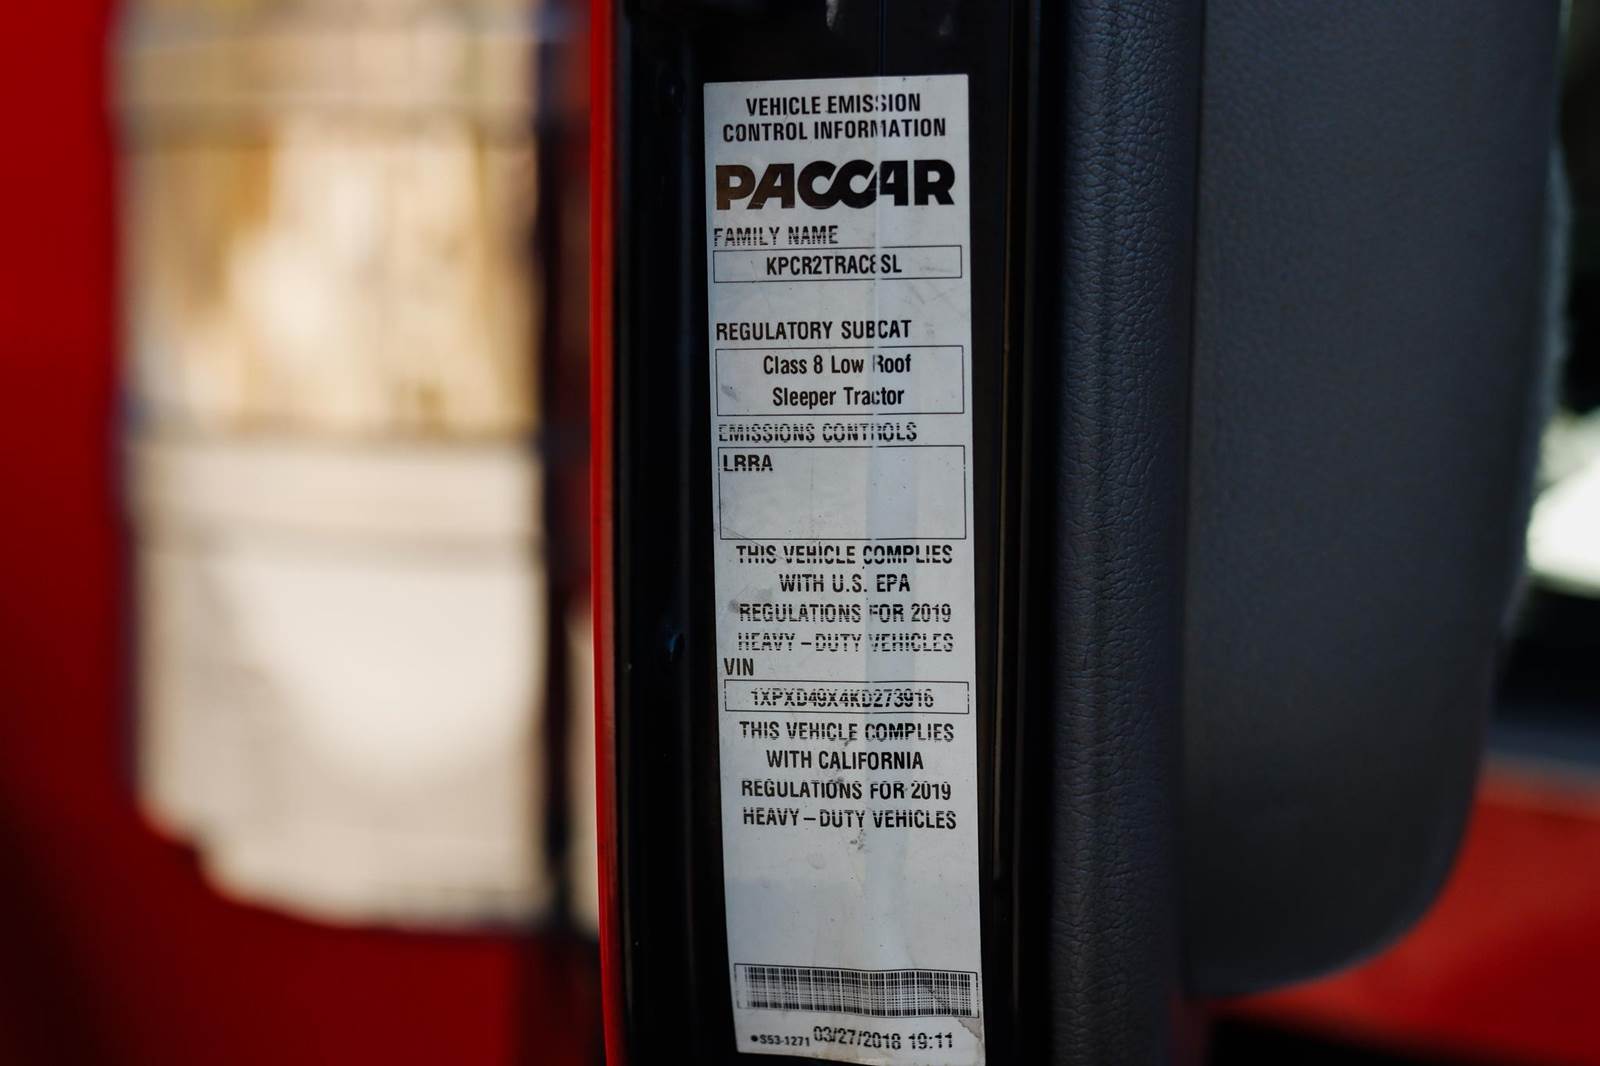 VEHICLE EMISSION
CONTROL INFORMATION
PACCAR
FAMILY NAME
KPCR2TRAC8SL
REGULATORY SUBCAT
Class 8 Low Roof
Sleeper Tractor
EMISSIONS CONTROLS
LRRA
THIS VEHICLE COMPLIES
WITH U.S. EPA
REGULATIONS FOR 2019
HEAVY-DUTY VEHICLES
VIN
1XPXD49X4KD273916
THIS VEHICLE COMPLIES
WITH CALIFORNIA
REGULATIONS FOR 2019
HEAVY-DUTY VEHICLES
•S53-1271 03/27/2018 19:11